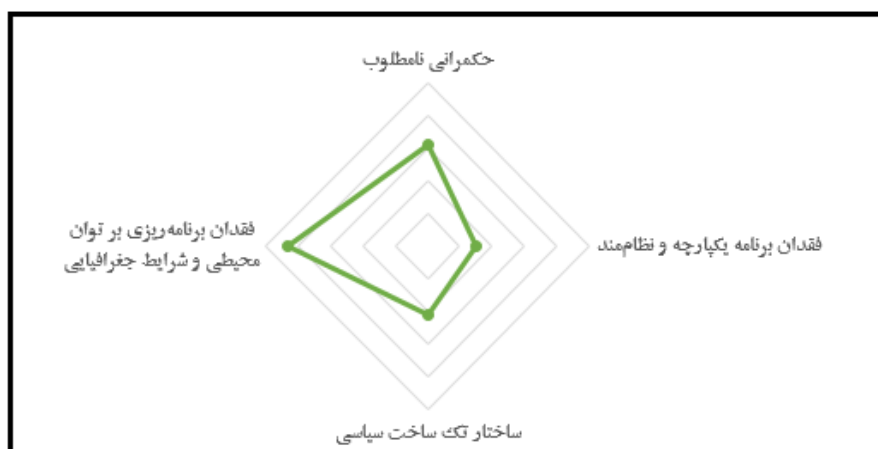 حکمرانی نامطلوب
فقدان برنامه یکپارچه و نظام‌مند
فقدان برنامه‌ریزی بر توان
محیطی و شرایط جغرافیایی
ساختار تک ساخت سیاسی